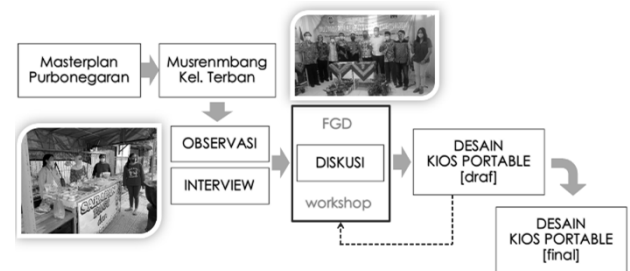 Masterplan
Purbonegaran
Musrenmbang
Kel. Terban
OBSERVASI
INTERVIEW
FGD
DISKUSI
workshop
DESAIN
KIOS PORTABLE
[draf]
DESAIN
KIOS PORTABLE
[final]